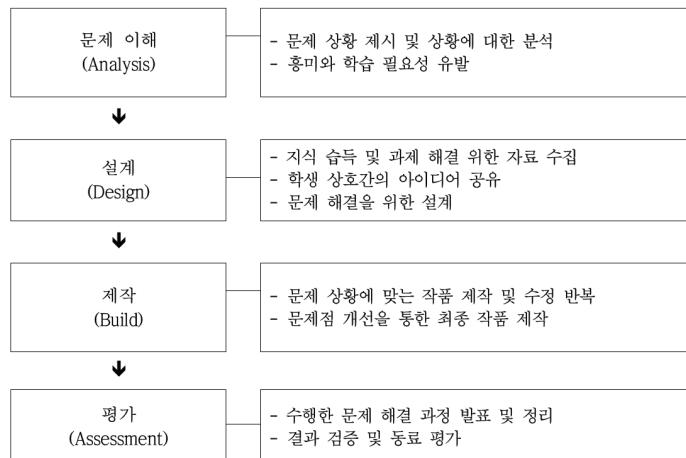 문제 이해
(Analysis)
- 문제 상황 제시 및 상황에 대한 분석
- 흥미와 학습 필요성 유발
설계
(Design)
- 지식 습득 및 과제 해결 위한 자료 수집
- 학생 상호간의 아이디어 공유
- 문제 해결을 위한 설계
제작
(Build)
- 문제 상황에 맞는 작품 제작 및 수정 반복
- 문제점 개선을 통한 최종 작품 제작
평가
(Assessment)
- 수행한 문제 해결 과정 발표 및 정리
- 결과 검증 및 동료 평가